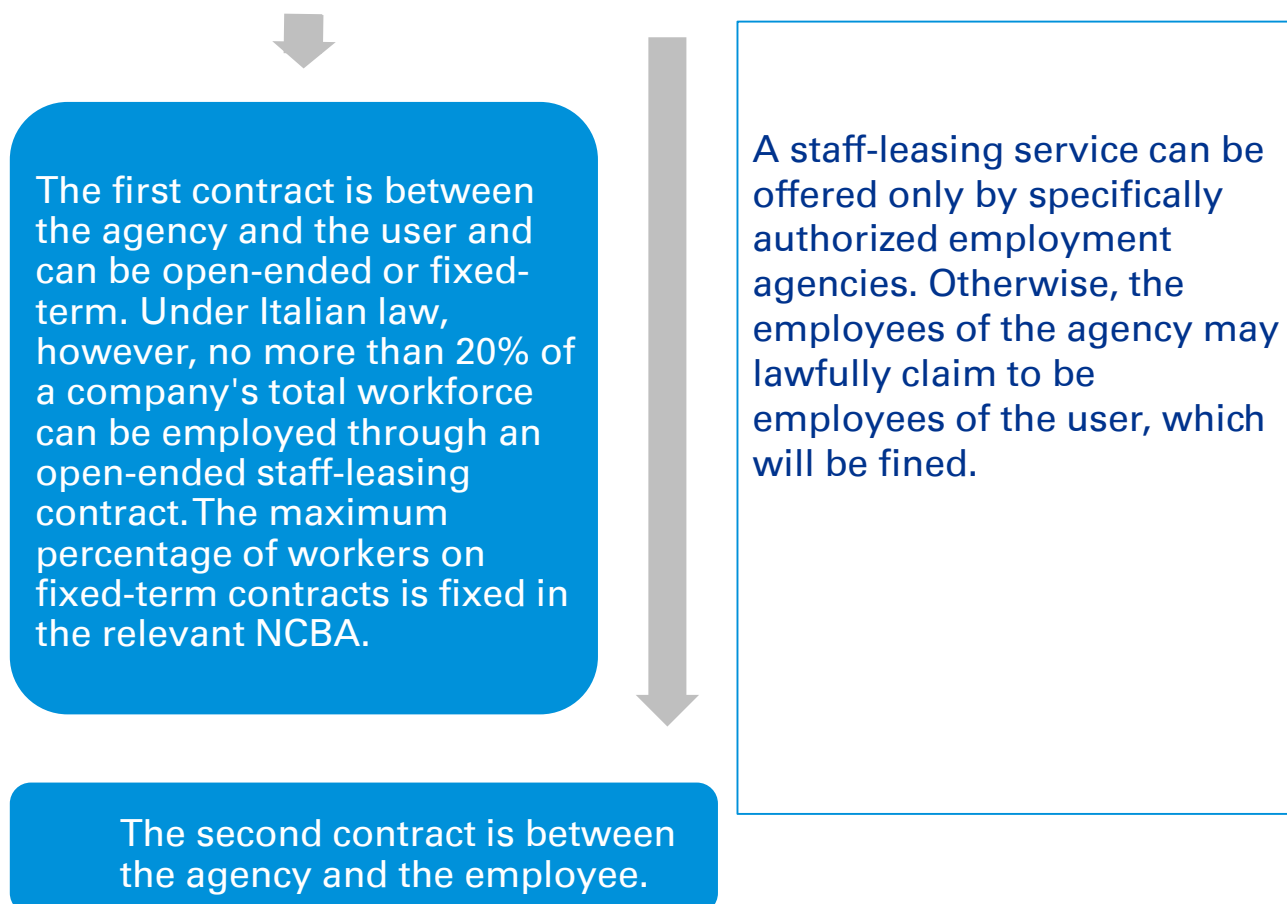 The first contract is between
the agency and the user and
can be open-ended or fixed-
term. Under Italian law,
however, no more than 20% of
a company's total workforce
can be employed through an
open-ended staff-leasing
contract. The maximum
percentage of workers on
fixed-term contracts is fixed in
the relevant NCBA.
The second contract is between
the agency and the employee.
A staff-leasing service can be
offered only by specifically
authorized employment
agencies. Otherwise, the
employees of the agency may
lawfully claim to be
employees of the user, which
will be fined.